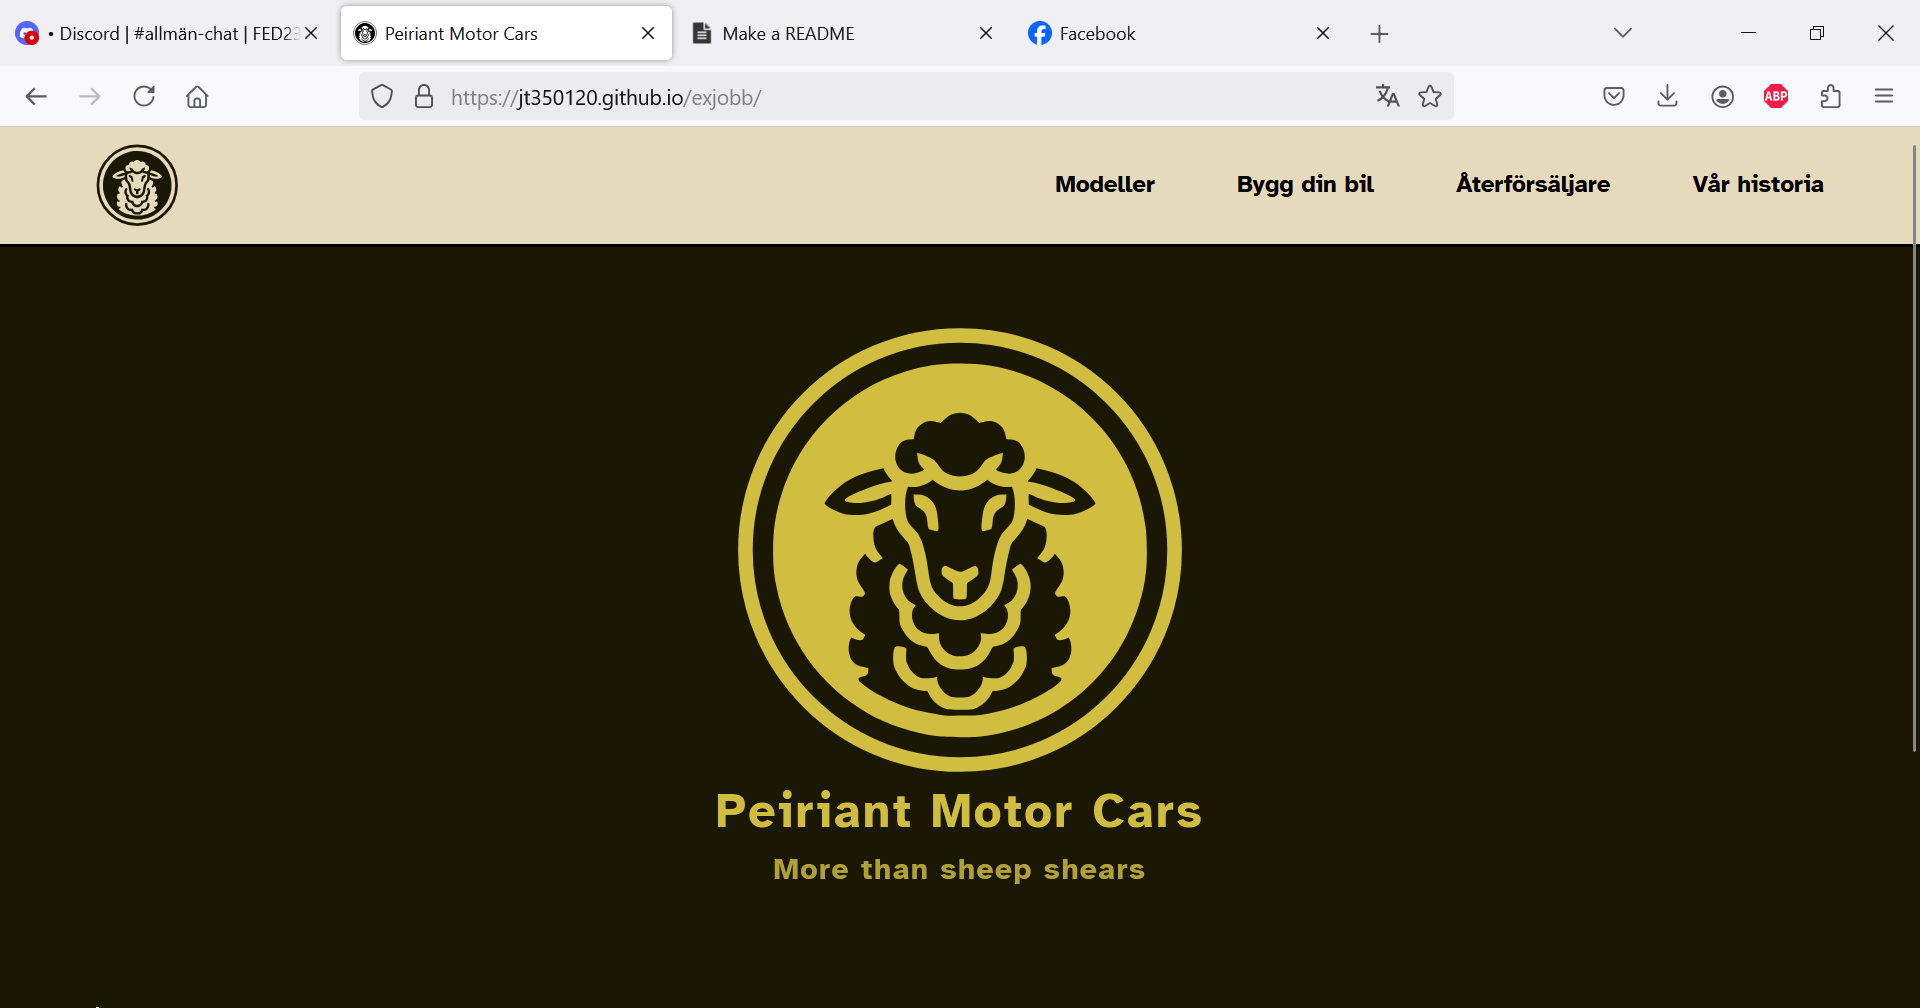 • Discord | #allmän-chat | FED23
Peiriant Motor Cars
Make a README
Facebook
https://jt350120.github.io/exjobb/
ABP
Modeller
Bygg din bil
Återförsäljare
Vår historia
Peiriant Motor Cars
More than sheep shears